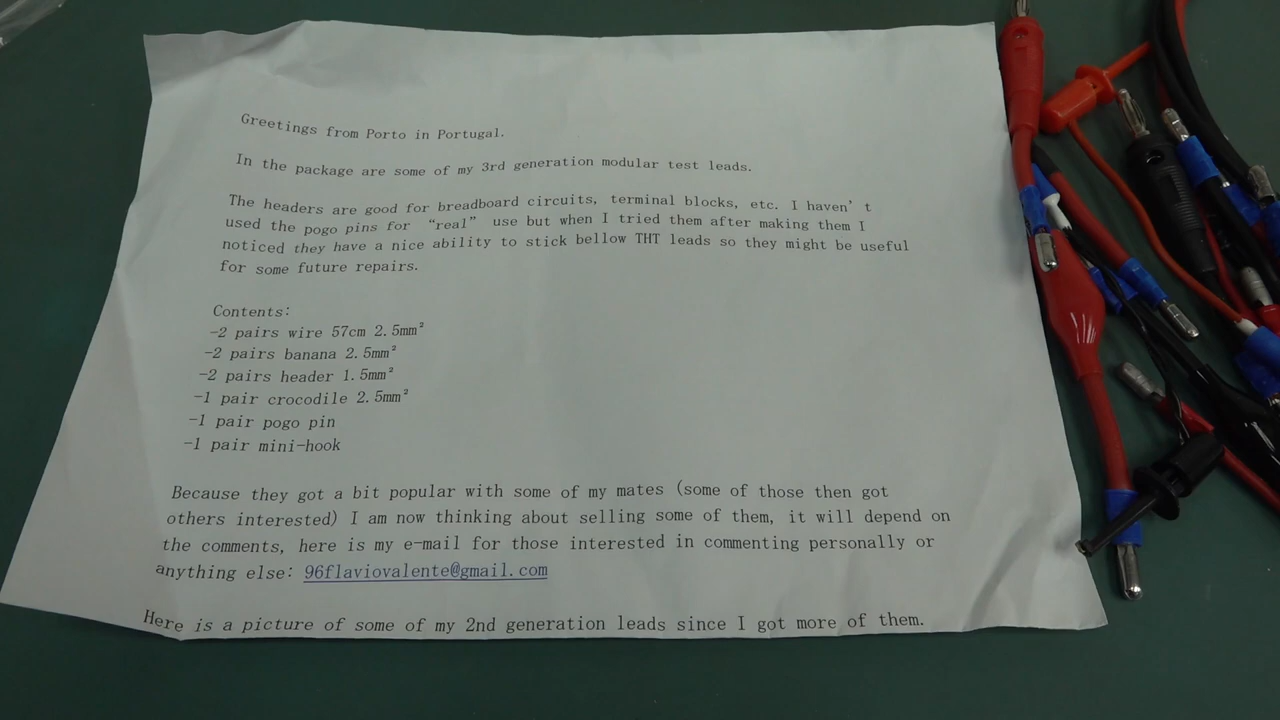 Greetings from Porto in Portugal.
In the package are some of my 3rd generation modular test leads.
The headers are good for breadboard circuits, terminal blocks, etc. I haven't
used the pogo pins for “real” use but when I tried them after making them I
noticed they have a nice ability to stick bellow THT leads so they might be useful
for some future repairs.
Contents:
-2 pairs wire 57cm 2.5mm²
-2 pairs banana 2.5mm²
-2 pairs header 1.5mm²
-1 pair crocodile 2.5mm²
-1 pair pogo pin
-1 pair mini-hook
Because they got a bit popular with some of my mates (some of those then got
others interested) I am now thinking about selling some of them, it will depend on
the comments, here is my e-mail for those interested in commenting personally or
anything else: 96flaviovalente@gmail.com
Here is a picture of some of my 2nd generation leads since I got more of them.